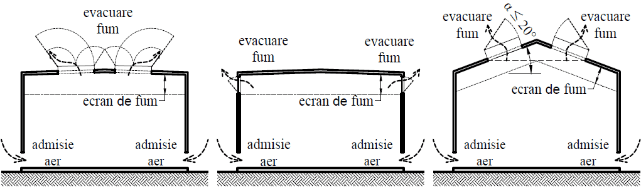 evacuare
fum
ecran de fum
admisie
aer
admisie
aer
evacuare
fum
evacuare
fum
ecran de fum
admisie
aer
admisie
aer
evacuare
fum
α ≤ 20°
evacuare
fum
ecran de fum
admisie
aer
admisie
aer